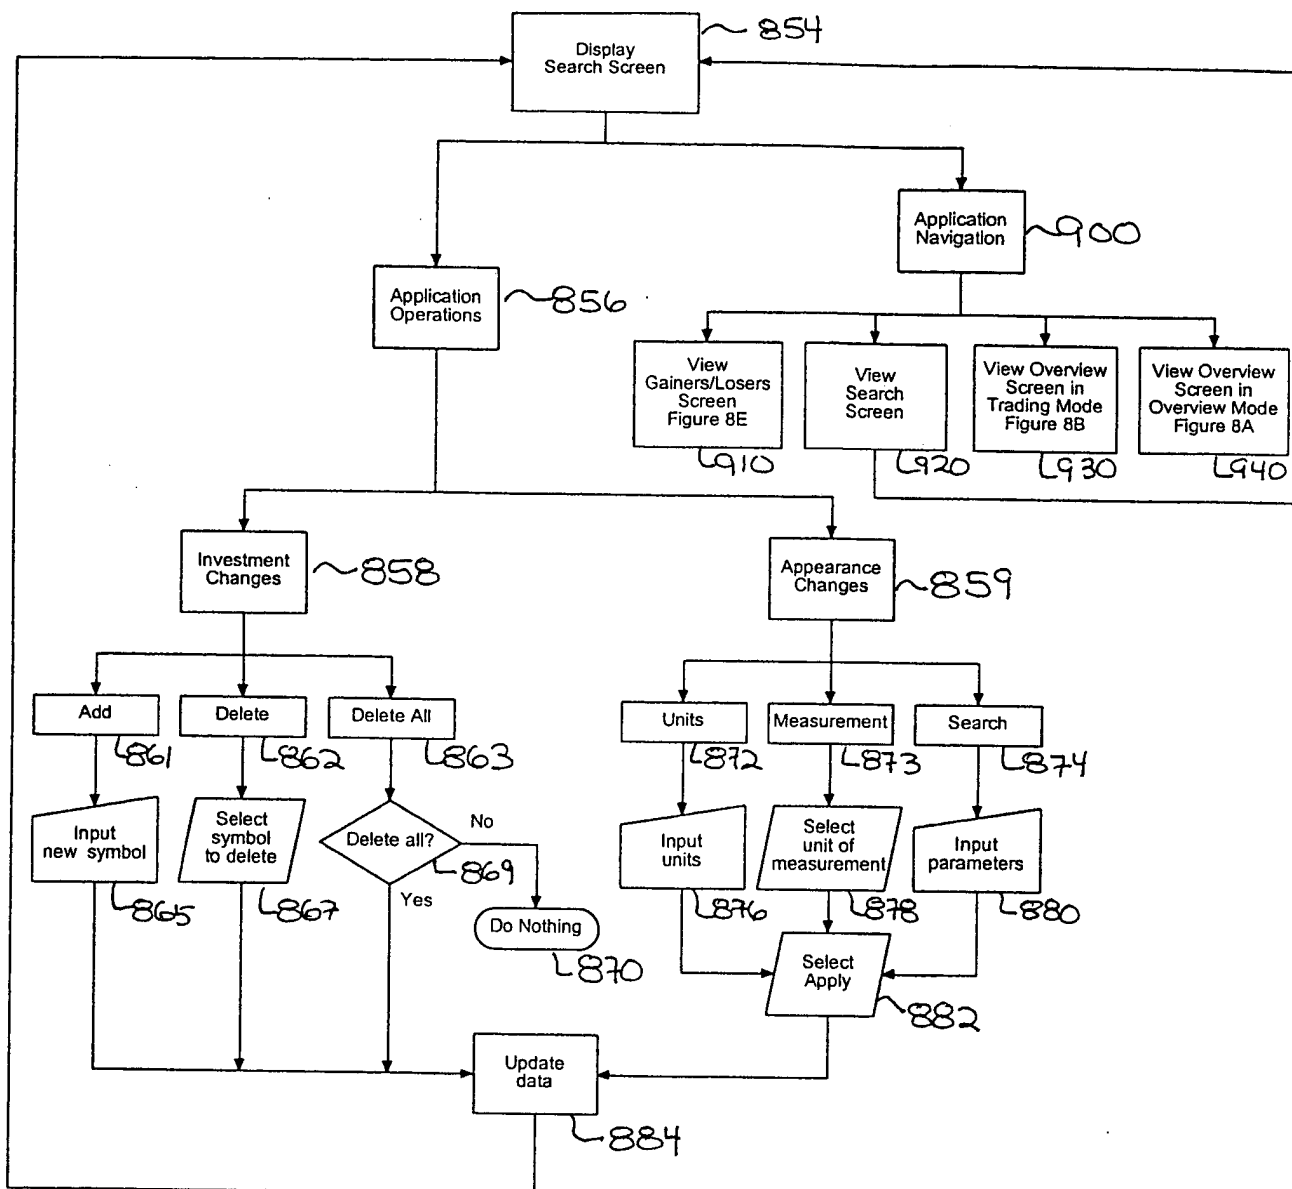 Display
Search Screen
854
Application
Navigation
900
Application
Operations
856
View
Gainers/Losers
Screen
Figure 8E
910
View
Search
Screen
920
View Overview
Screen in
Trading Mode
Figure 8B
930
View Overview
Screen in
Overview Mode
Figure 8A
940
Investment
Changes
858
Appearance
Changes
859
Add
861
Delete
862
Delete All
863
Units
872
Measurement
873
Search
874
Input
new symbol
865
Select
symbol
to delete
867
Delete all?
869
No
Yes
Do Nothing
870
Input
units
876
Select
unit of
measurement
878
Input
parameters
880
Select
Apply
882
Update
data
884